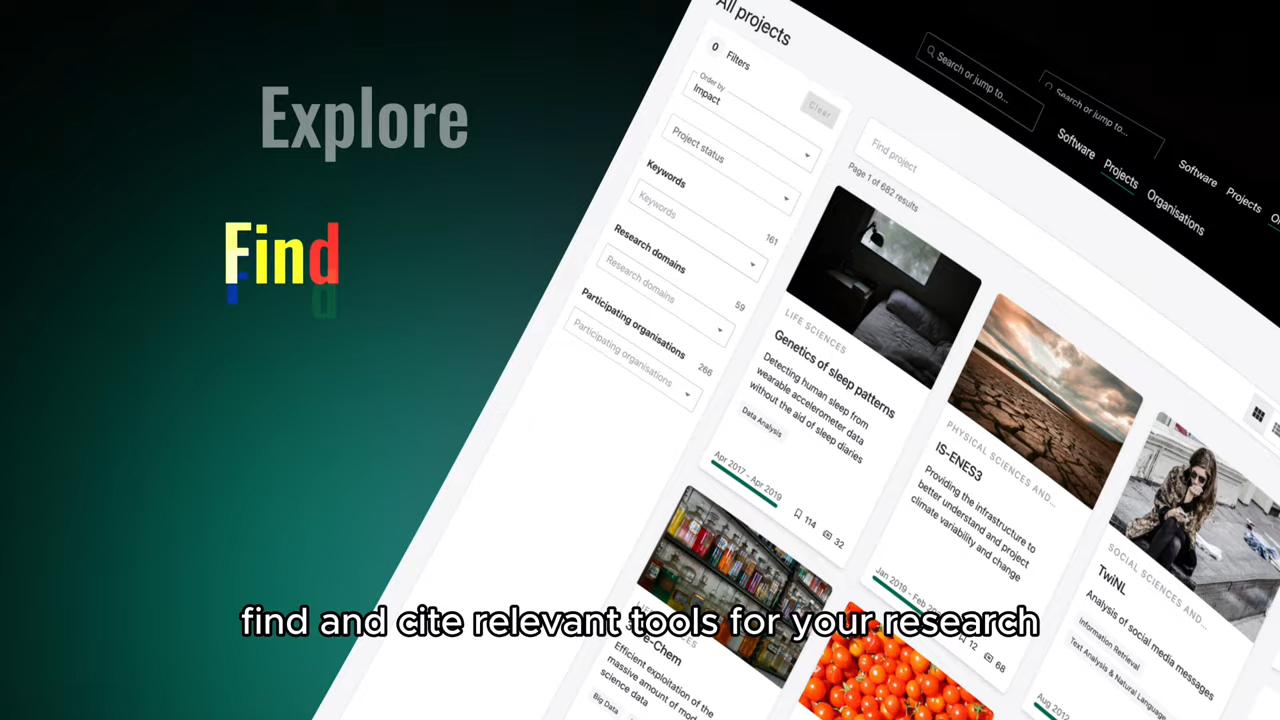 Explore
Find
find and cite relevant tools for your research
All projects
0 Filters
Order by
Impact
Clear
Project status
Keywords
Keywords
161
Research domains
Research domains
59
Participating organisations
Participating organisations
266
Search or jump to...
Search or jump to...
Software
Projects
Organisations
Software
Projects
Find project
Page 1 of 682 results
LIFE SCIENCES
Genetics of sleep patterns
Detecting human sleep from
wearable accelerometer data
without the aid of sleep diaries
Data Analysis
Apr 2017 - Apr 2019
114
32
PHYSICAL SCIENCES AND...
IS-ENES3
Providing the infrastructure to
better understand and project
climate variability and change
Jan 2019 - Feb
12
68
SOCIAL SCIENCES AND...
TwiNL
Analysis of social media messages
Information Retrieval
Text Analysis & Natural Language
Aug 2012
Efficient exploitation of the
massive amount of
science data
Big Data